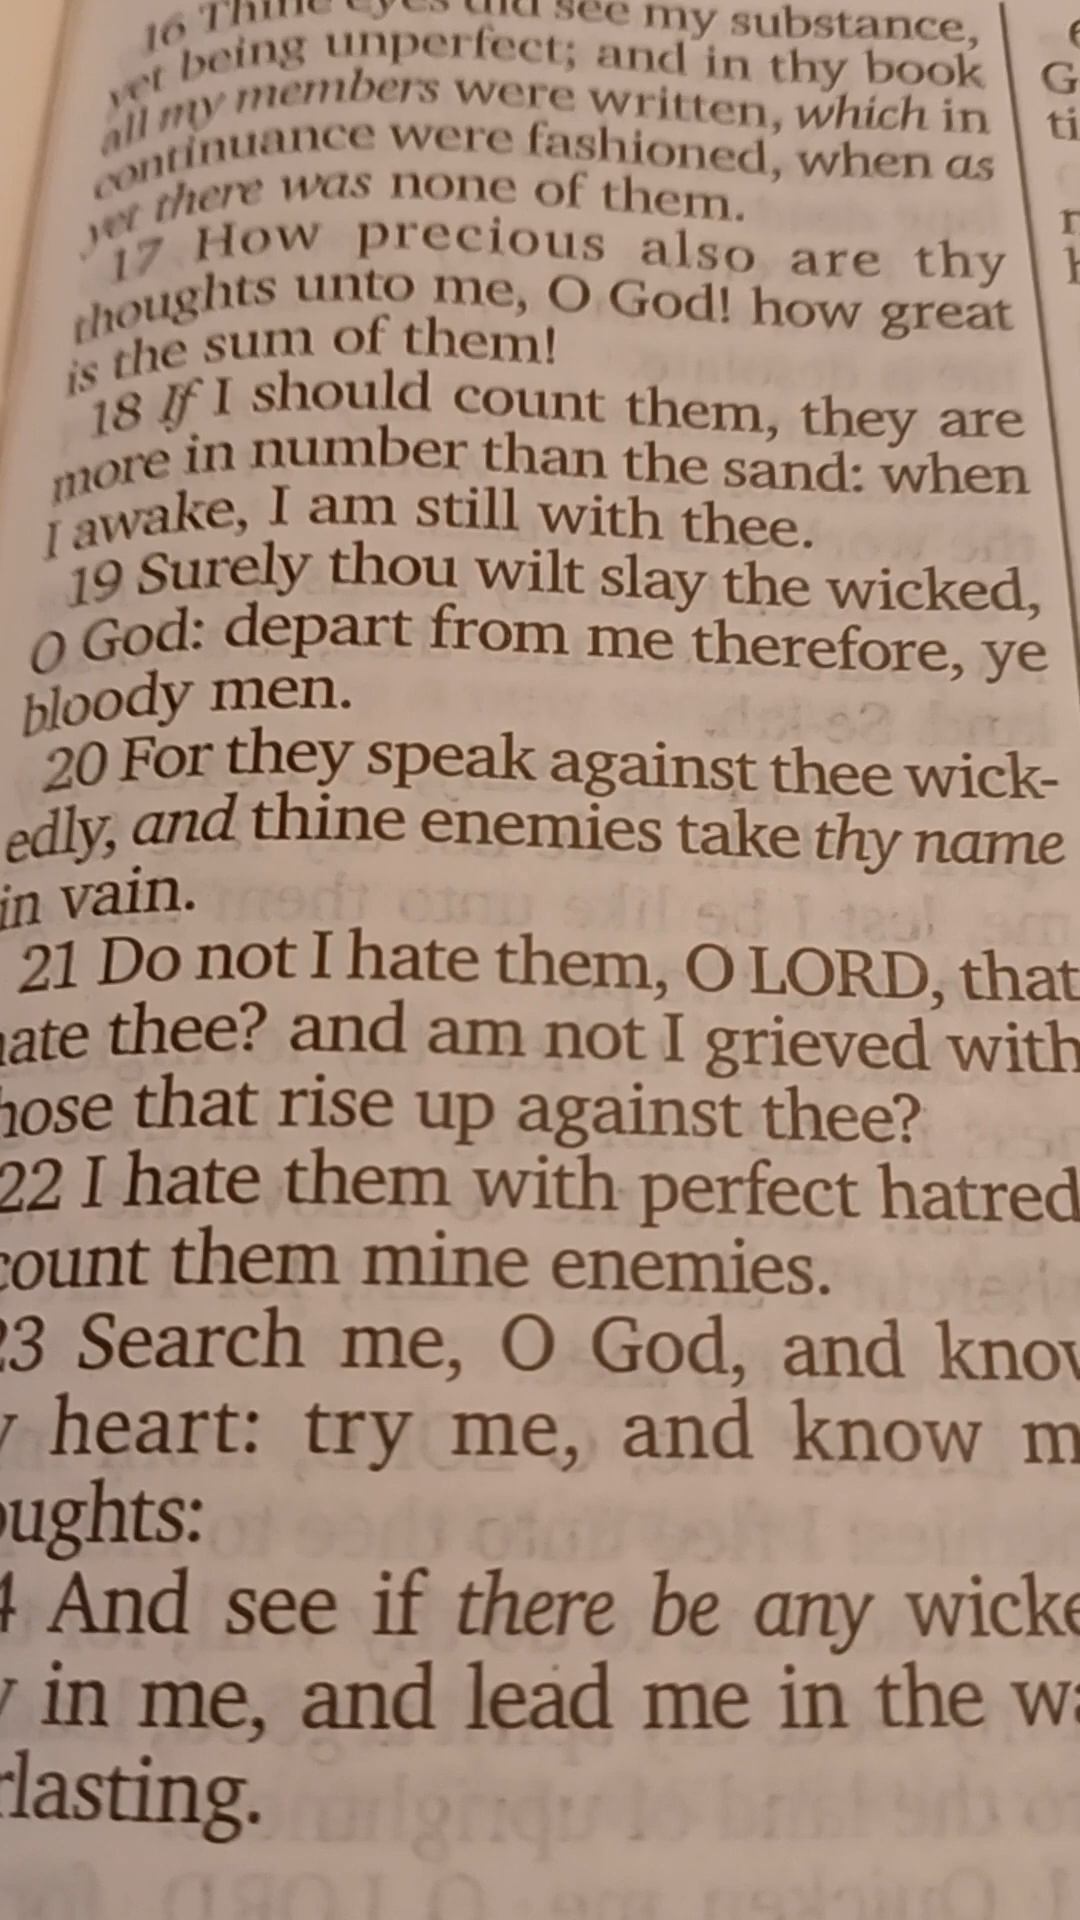 16 Thine eyes did see my substance,
yet being unperfect; and in thy book
all my members were written, which in
continuance were fashioned, when as
yet there was none of them.
17 How precious also are thy
thoughts unto me, O God! how great
is the sum of them!
18 If I should count them, they are
more in number than the sand: when
I awake, I am still with thee.
19 Surely thou wilt slay the wicked,
O God: depart from me therefore, ye
bloody men.
20 For they speak against thee wick-
edly, and thine enemies take thy name
in vain.
21 Do not I hate them, O LORD, that
ate thee? and am not I grieved with
hose that rise up against thee?
22 I hate them with perfect hatred
count them mine enemies.
23 Search me, O God, and know
heart: try me, and know m
oughts:
4 And see if there be any wicke
in me, and lead me in the wa
rlasting.